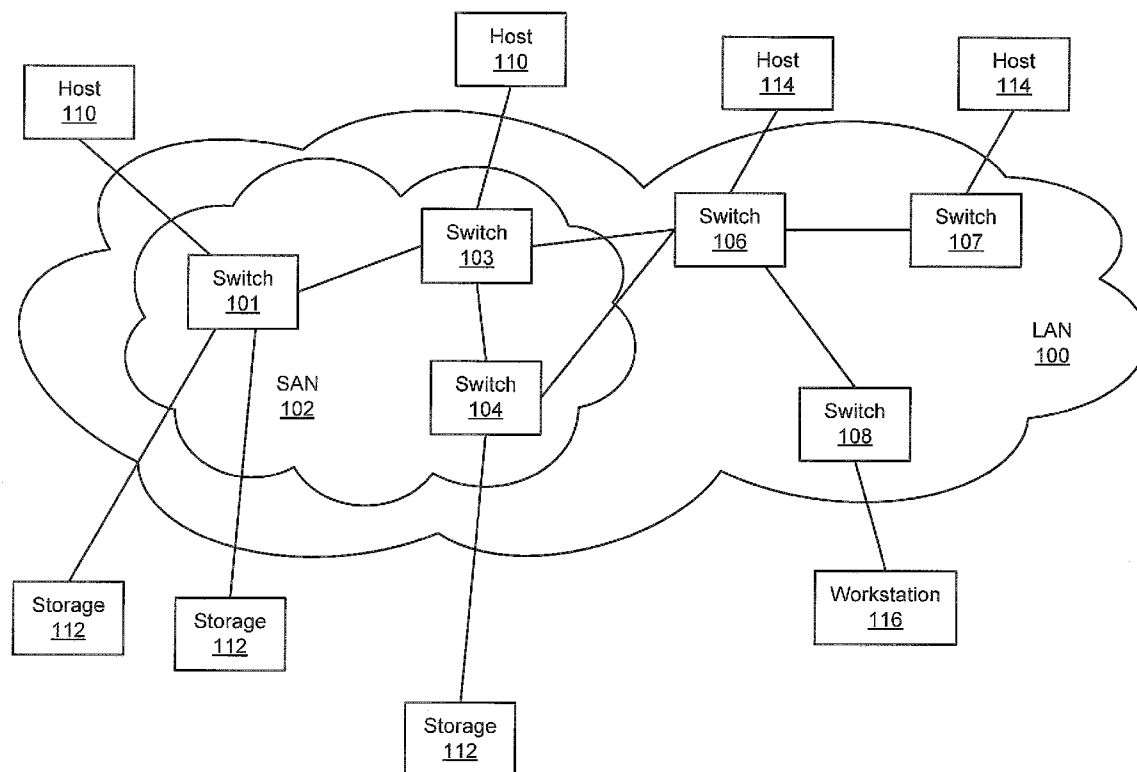 Host
110
Host
110
Host
114
Host
114
Switch
101
Switch
103
Switch
106
Switch
107
Switch
104
SAN
102
LAN
100
Switch
108
Storage
112
Storage
112
Storage
112
Workstation
116